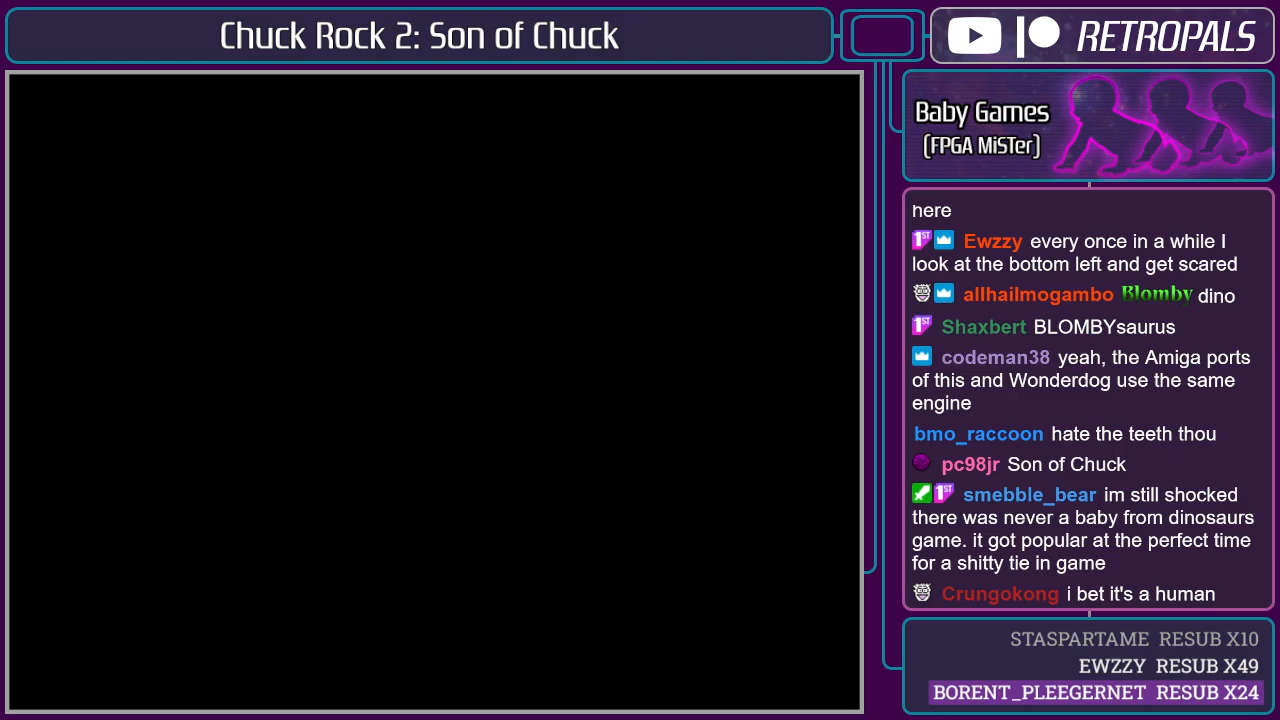 Chuck Rock 2: Son of Chuck
RETROPALS
Baby Games
(FPGA MiSTer)
here
1ST Ewzzy every once in a while I
look at the bottom left and get scared
allhailmogambo Blomby dino
1ST Shaxbert BLOMBYsaurus
codeman38 yeah, the Amiga ports
of this and Wonderdog use the same
engine
bmo_raccoon hate the teeth thou
pc98jr Son of Chuck
1ST smebble_bear im still shocked
there was never a baby from dinosaurs
game. it got popular at the perfect time
for a shitty tie in game
Crungokong i bet it's a human
STASPARTAME RESUB X10
EWZZY RESUB X49
BORENT_PLEEGERNET RESUB X24